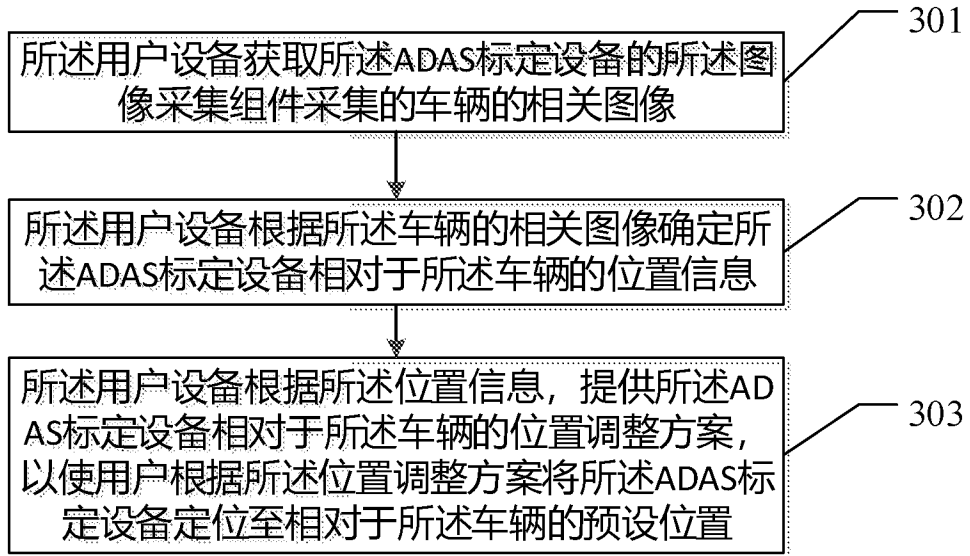 301
所述用户设备获取所述ADAS标定设备的所述图
像采集组件采集的车辆的相关图像
302
所述用户设备根据所述车辆的相关图像确定所
述ADAS标定设备相对于所述车辆的位置信息
303
所述用户设备根据所述位置信息，提供所述AD
AS标定设备相对于所述车辆的位置调整方案，
以使用户根据所述位置调整方案将所述ADAS标
定设备定位至相对于所述车辆的预设位置